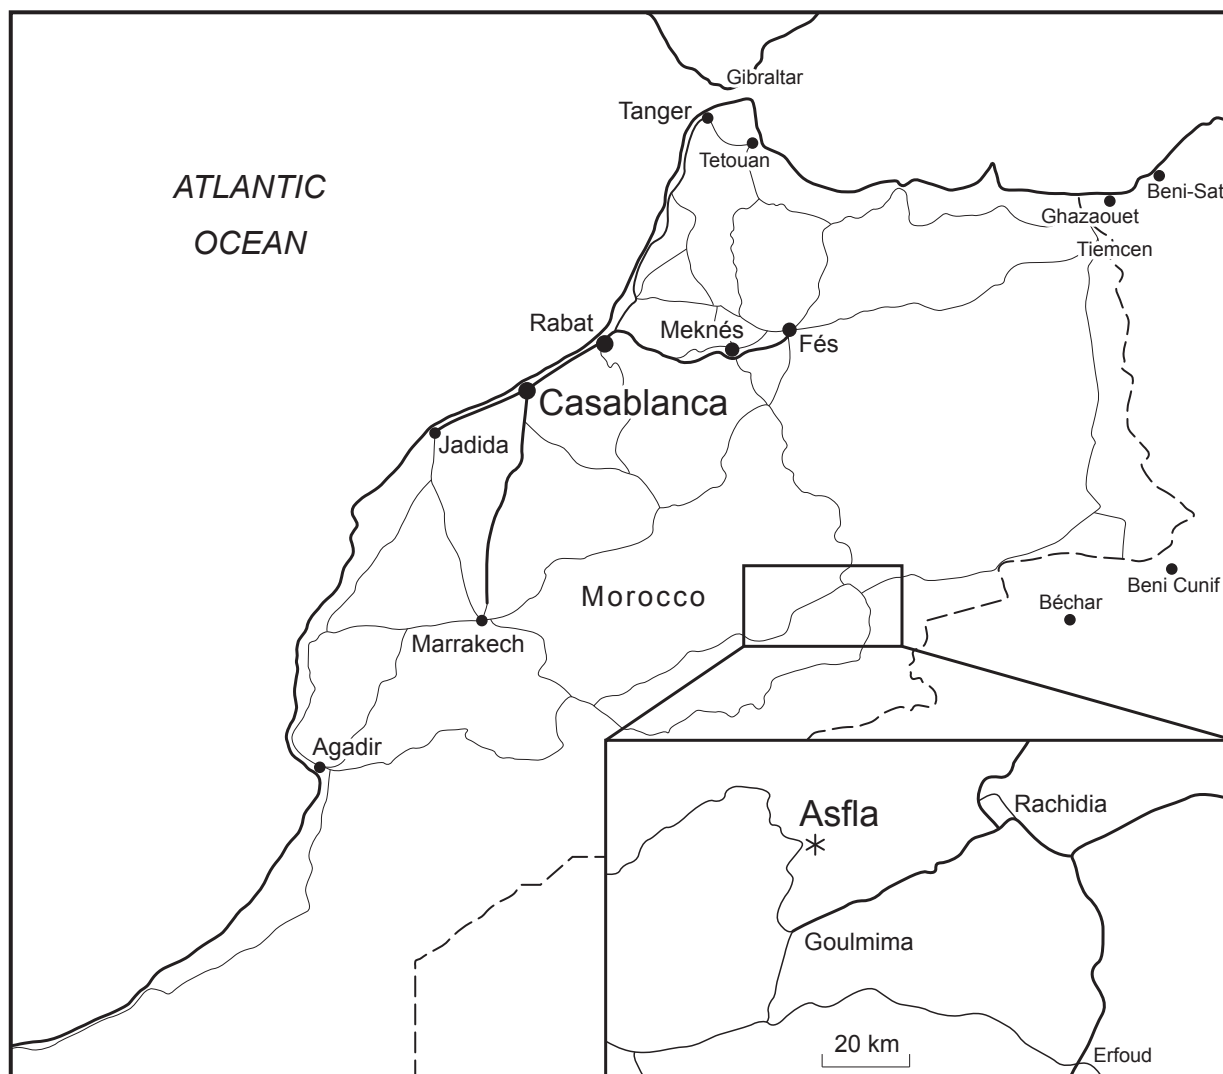 Gibraltar
Tanger
Tetouan
ATLANTIC
OCEAN
Beni-Sat
Ghazaouet
Tiemcen
Rabat
Meknés
Fés
Casablanca
Jadida
Morocco
Beni Cunif
Béchar
Marrakech
Agadir
Rachidia
Asfla
Goulmima
20 km
Erfoud